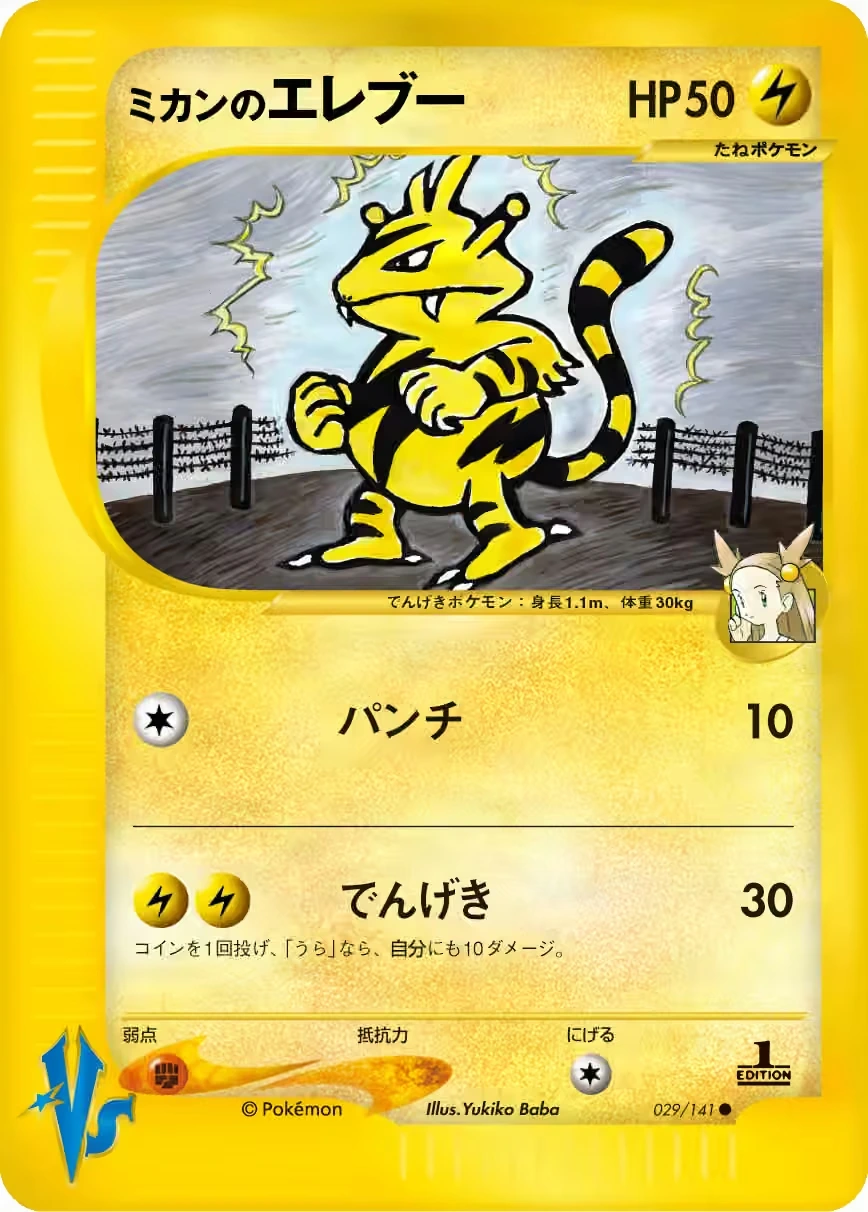 ミカンのエレブー HP50
たねポケモン
でんげきポケモン：身長1.1m、体重30kg
パンチ 10
でんげき 30
コインを1回投げ、「うら」なら、自分にも10ダメージ。
弱点 抵抗力 にげる
1
EDITION
VS
© Pokémon Illus.Yukiko Baba 029/141●